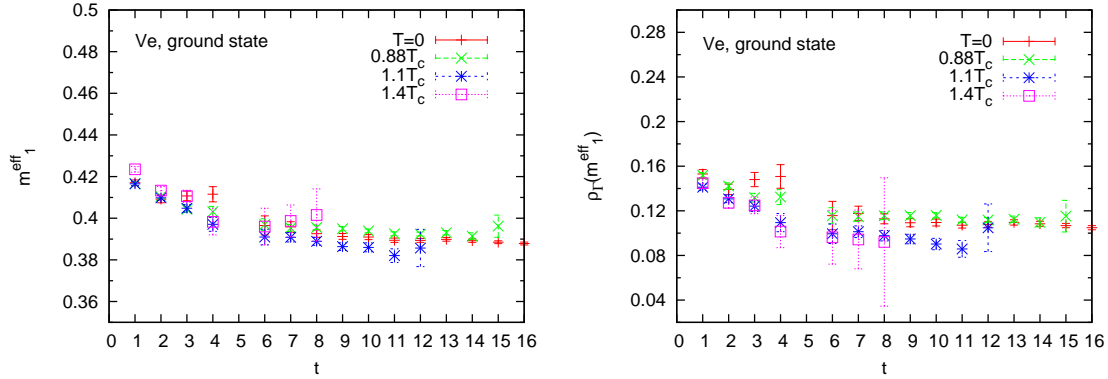 0.5
0.48
0.46
0.44
0.42
0.4
0.38
0.36
m^eff_1
Ve, ground state
T=0
0.88T_c
1.1T_c
1.4T_c
0 1 2 3 4 5 6 7 8 9 10 11 12 13 14 15 16
t
0.28
0.24
0.2
0.16
0.12
0.08
0.04
ρ_Γ(m^eff_1)
Ve, ground state
T=0
0.88T_c
1.1T_c
1.4T_c
0 1 2 3 4 5 6 7 8 9 10 11 12 13 14 15 16
t